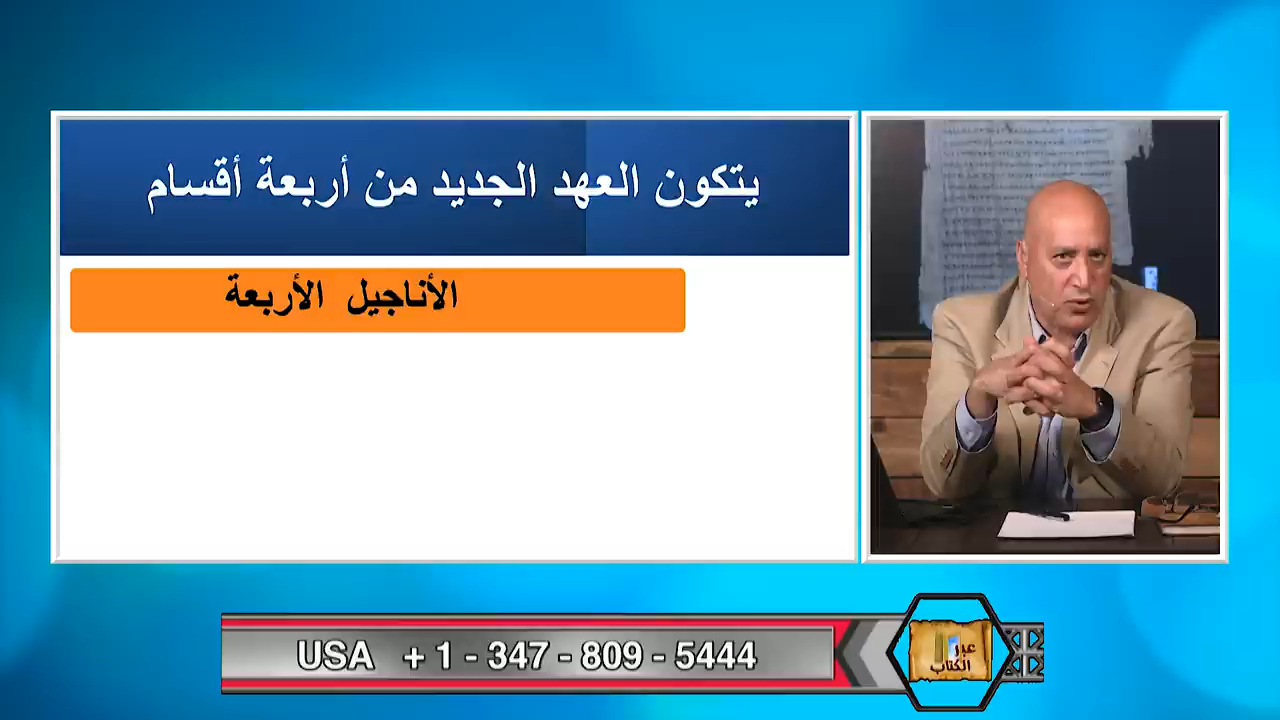 يتكون العهد الجديد من أربعة أقسام
الأناجيل الأربعة
USA + 1 - 347 - 809 - 5444
عبر
الكتاب